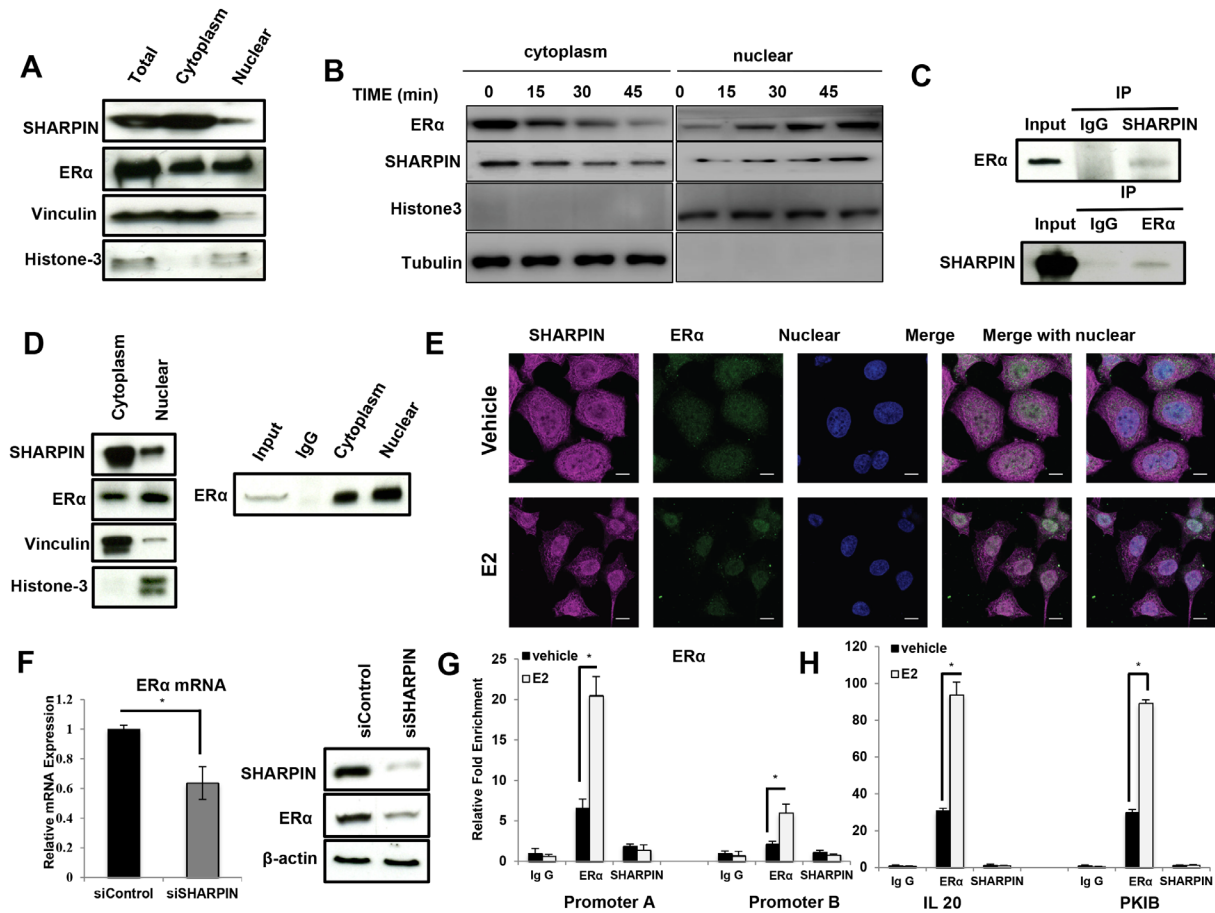 A
Total
Cytoplasm
Nuclear
SHARPIN
ERα
Vinculin
Histone-3
B
cytoplasm
nuclear
TIME (min)
0 15 30 45 0 15 30 45
ERα
SHARPIN
Histone3
Tubulin
C
IP
Input IgG SHARPIN
ERα
IP
Input IgG ERα
SHARPIN
D
Cytoplasm
Nuclear
SHARPIN
ERα
Vinculin
Histone-3
Input
IgG
Cytoplasm
Nuclear
ERα
E
SHARPIN ERα Nuclear Merge Merge with nuclear
Vehicle
E2
F
ERα mRNA
Relative mRNA Expression
1.2
1
0.8
0.6
0.4
0.2
0
*
siControl siSHARPIN
siControl
siSHARPIN
SHARPIN
ERα
β-actin
G
vehicle
E2
ERα
Relative Fold Enrichment
25
20
15
10
5
0
*
*
Ig G ERα SHARPIN Ig G ERα SHARPIN
Promoter A Promoter B
H
vehicle
E2
120
100
80
60
40
20
0
*
*
Ig G ERα SHARPIN Ig G ERα SHARPIN
IL 20 PKIB